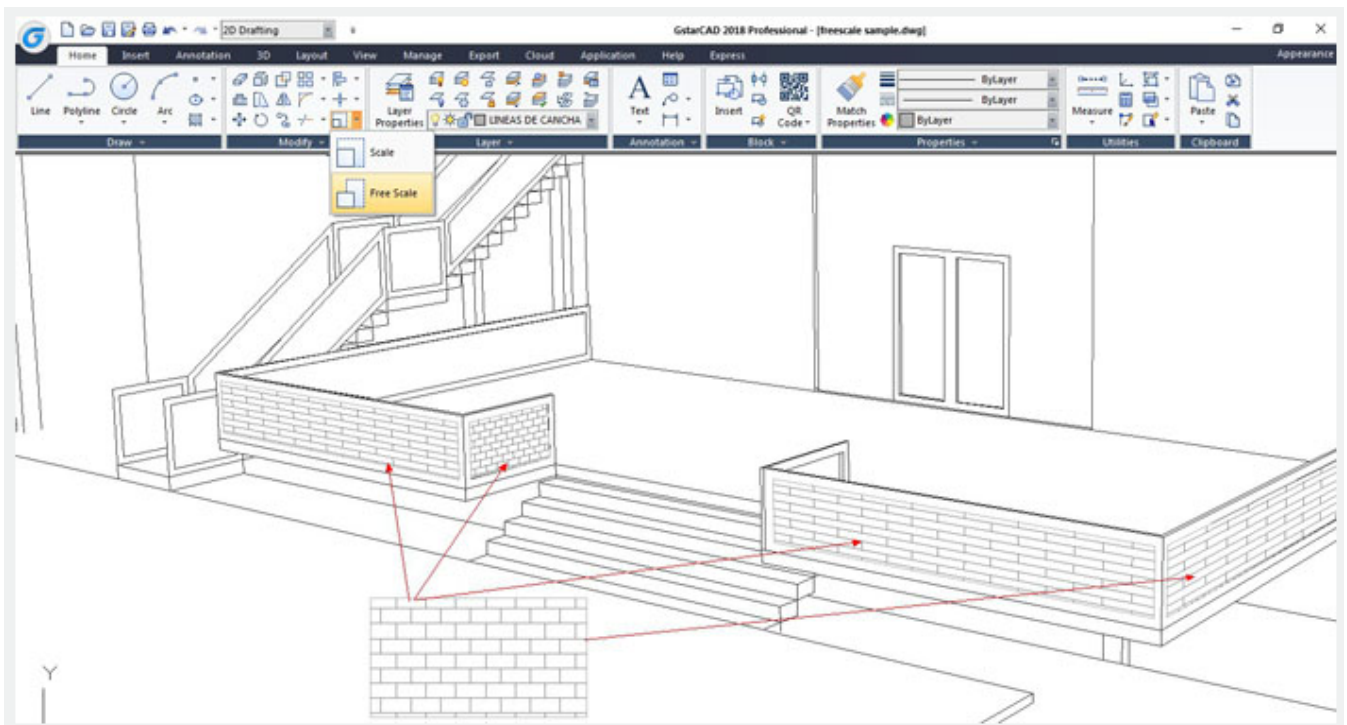 2D Drafting GstarCAD 2018 Professional - [freescale sample.dwg]
Home Insert Annotation 3D Layout View Manage Export Cloud Application Help Express Appearance
Line Polyline Circle Arc
Layer
Properties
LINEAS DE CANCHA
Text
Insert
QR
Code
Match
Properties
ByLayer
ByLayer
ByLayer
Measure
Paste
Draw Modify Layer Annotation Block Properties Utilities Clipboard
Scale
Free Scale
Y